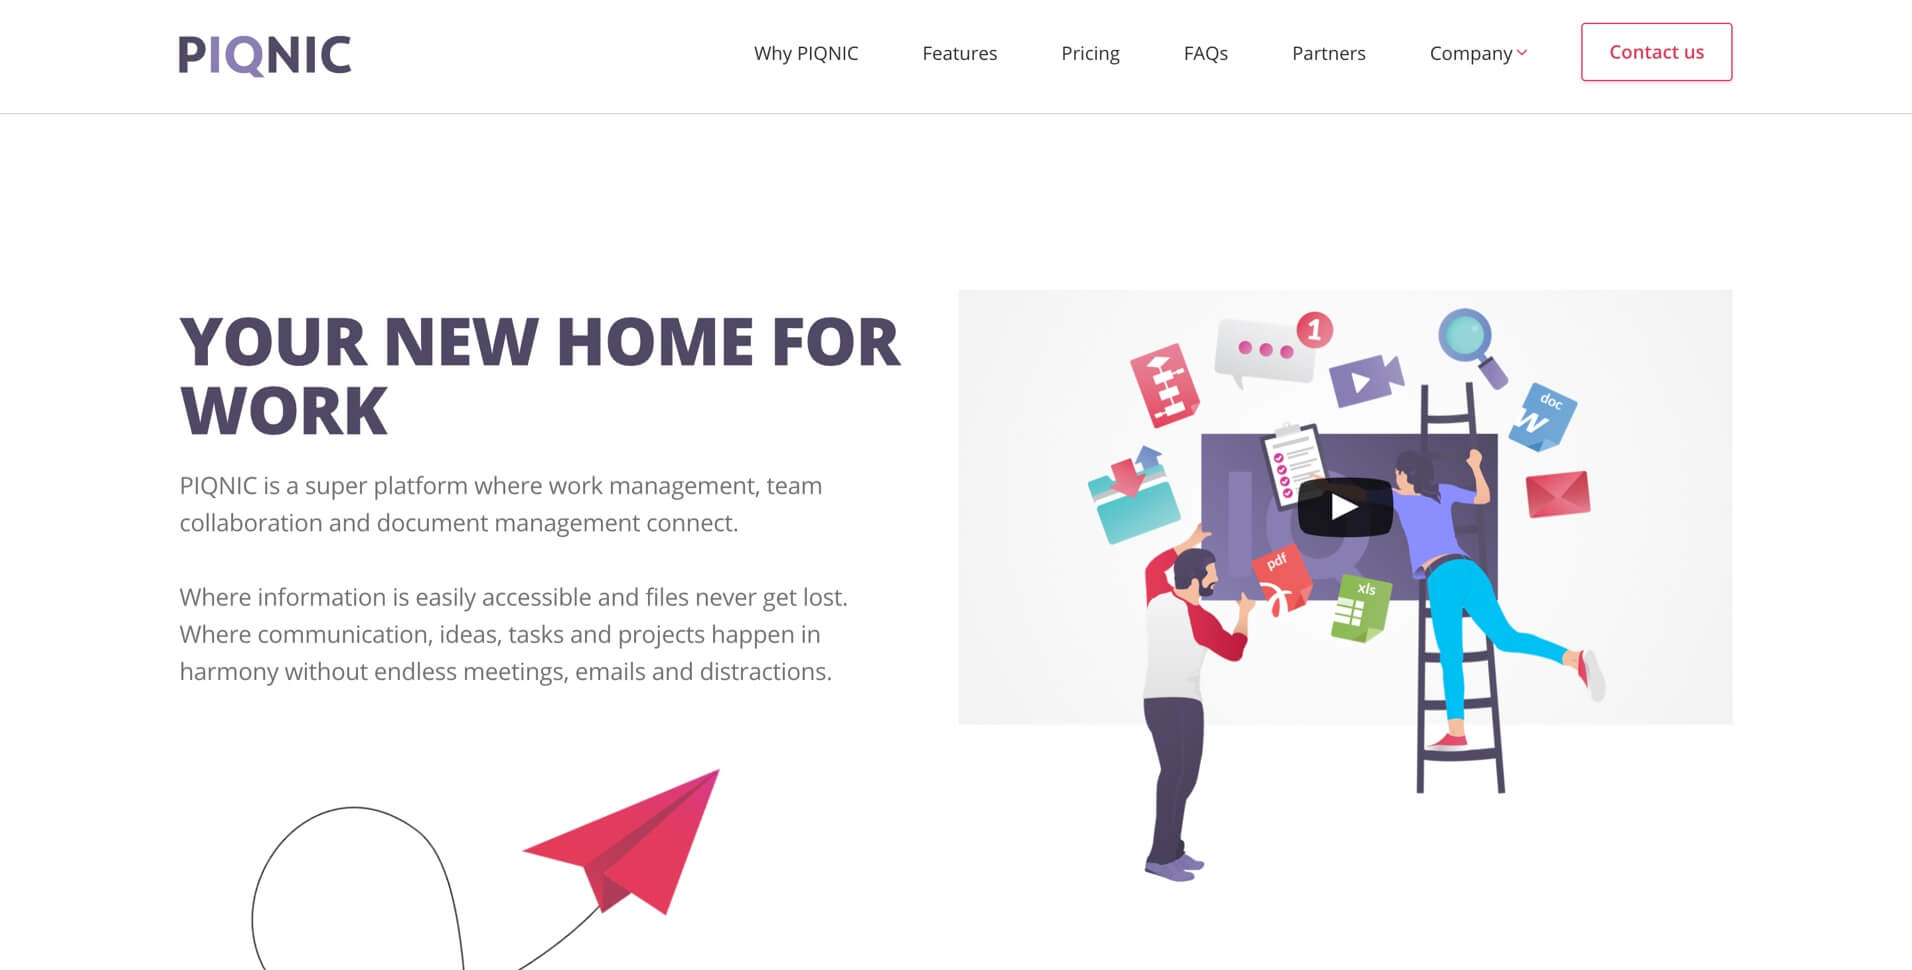 PIQNIC
Why PIQNIC
Features
Pricing
FAQs
Partners
Company
Contact us
YOUR NEW HOME FOR
WORK
PIQNIC is a super platform where work management, team
collaboration and document management connect.
Where information is easily accessible and files never get lost.
Where communication, ideas, tasks and projects happen in
harmony without endless meetings, emails and distractions.
1
doc
W
IQ
pdf
xls